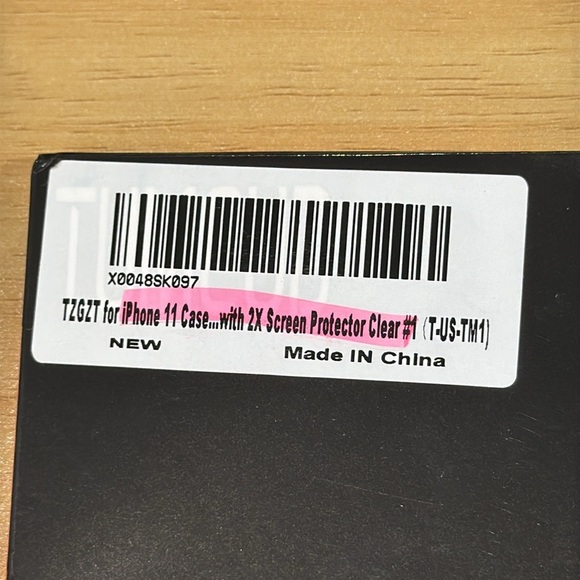 X0048SK097
TZGZT for iPhone 11 Case...with 2X Screen Protector Clear #1 (T-US-TM1)
NEW
Made IN China